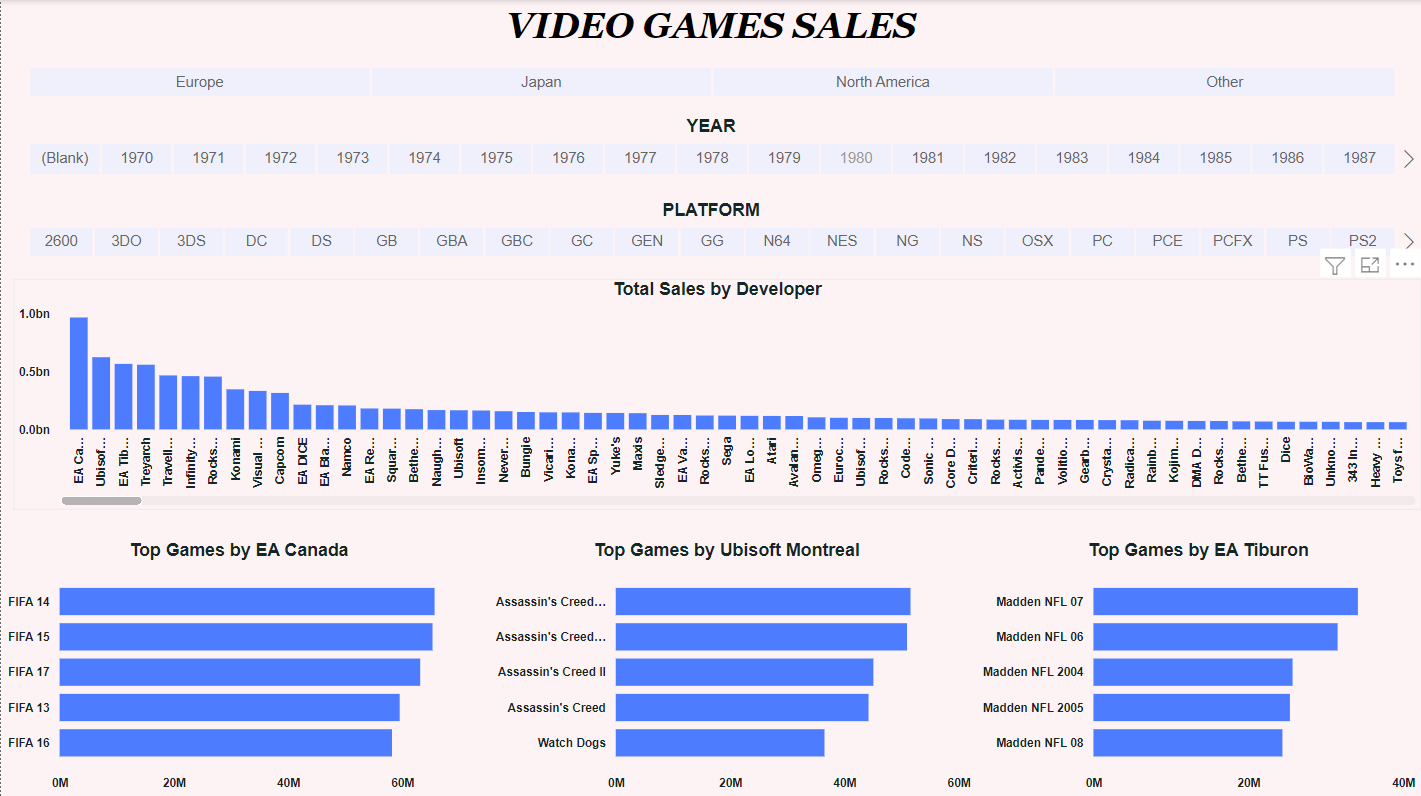 VIDEO GAMES SALES
Europe Japan North America Other
YEAR
(Blank) 1970 1971 1972 1973 1974 1975 1976 1977 1978 1979 1980 1981 1982 1983 1984 1985 1986 1987
PLATFORM
2600 3DO 3DS DC DS GB GBA GBC GC GEN GG N64 NES NG NS OSX PC PCE PCFX PS PS2
Total Sales by Developer
1.0bn
0.5bn
0.0bn
EA Ca...
Ubisof...
EA Tib...
Treyarch
Travell...
Infinity...
Rocks...
Konami
Visual ...
Capcom
EA DICE
EA Bla...
Namco
EA Re...
Squar...
Bethe...
Naugh...
Ubisoft
Insom...
Never...
Bungie
Vicari...
Kona...
EA Sp...
Yuke's
Maxis
Sledge...
EA Va...
Rocks...
Sega
EA Lo...
Atari
Avalan...
Omeg...
Euroc...
Ubisof...
Rocks...
Code...
Sonic ...
Core D...
Criteri...
Rocks...
Activis...
Pande...
Volitio...
Gearb...
Crysta...
Radica...
Rainb...
Kojim...
DMA D...
Rocks...
Bethe...
TT Fus...
Dice
BioWa...
Unkno...
343 In...
Heavy ...
Toys f...
Top Games by EA Canada
FIFA 14
FIFA 15
FIFA 17
FIFA 13
FIFA 16
0M 20M 40M 60M
Top Games by Ubisoft Montreal
Assassin's Creed...
Assassin's Creed...
Assassin's Creed II
Assassin's Creed
Watch Dogs
0M 20M 40M 60M
Top Games by EA Tiburon
Madden NFL 07
Madden NFL 06
Madden NFL 2004
Madden NFL 2005
Madden NFL 08
0M 20M 40M